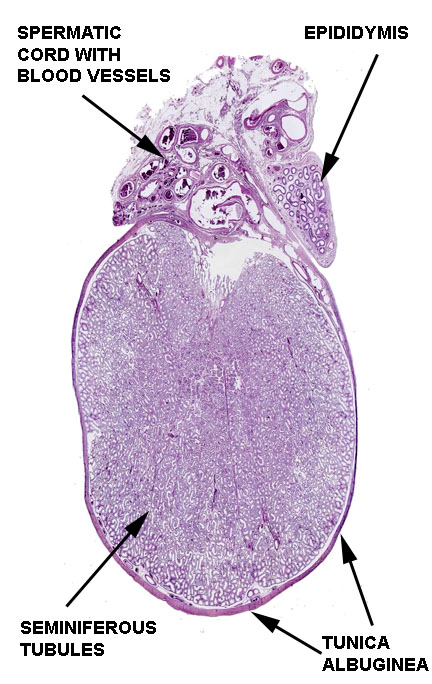 SPERMATIC
CORD WITH
BLOOD VESSELS
EPIDIDYMIS
SEMINIFEROUS
TUBULES
TUNICA
ALBUGINEA